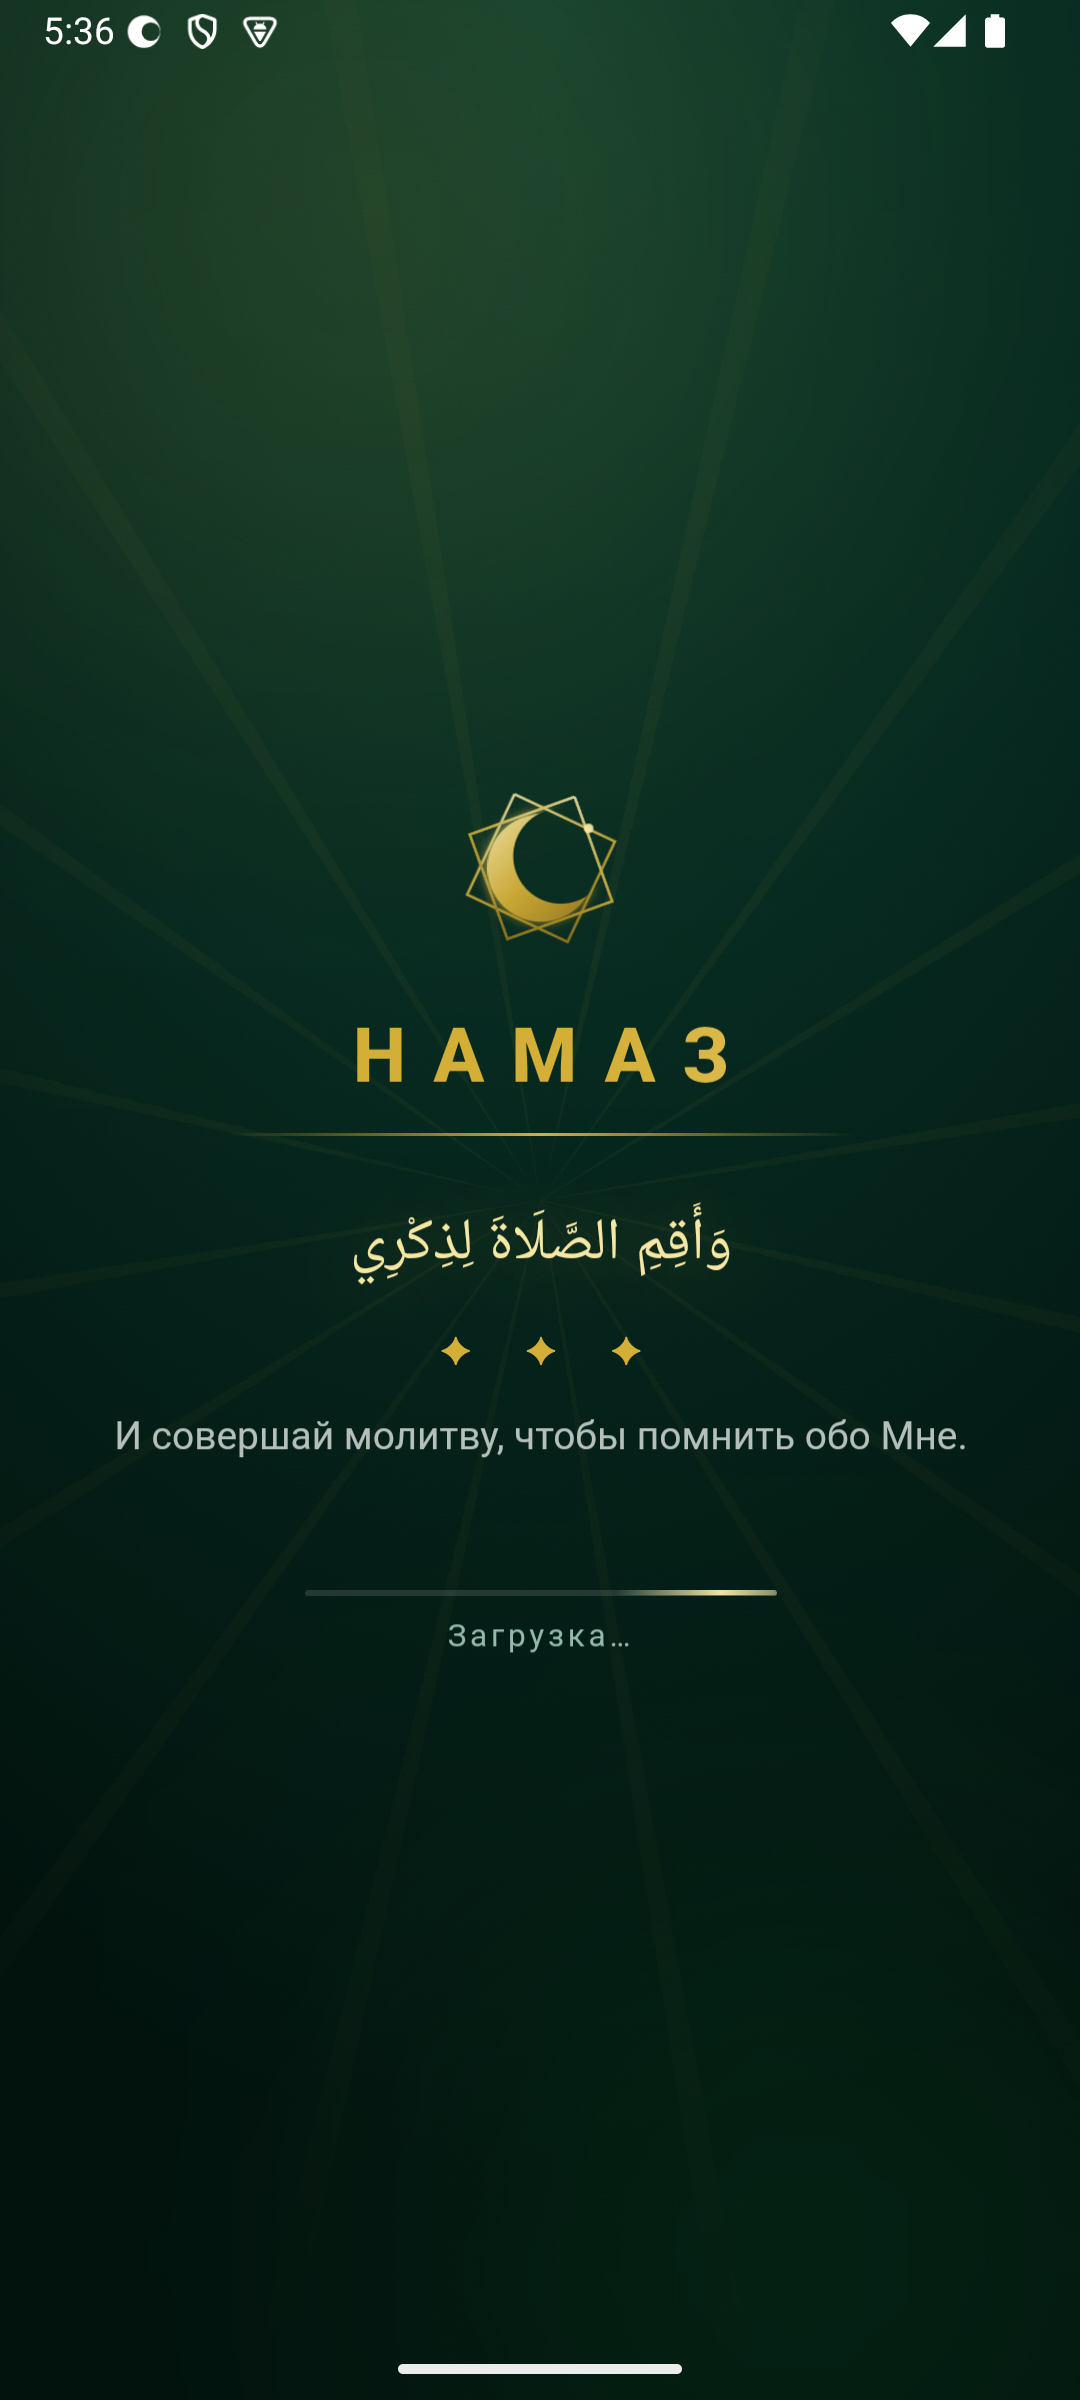 5:36
НАМАЗ
وَأَقِمِ الصَّلَاةَ لِذِكْرِي
И совершай молитву, чтобы помнить обо Мне.
Загрузка…